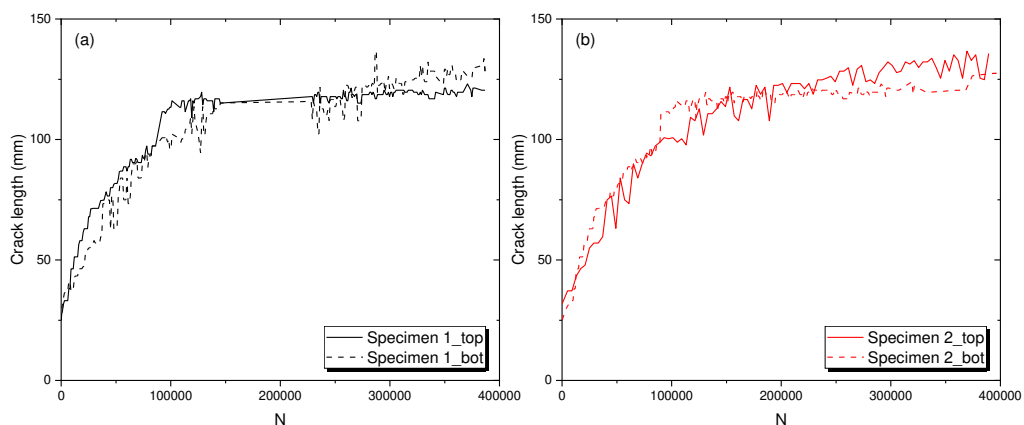 (a)
150
100
50
0
Crack length (mm)
0 100000 200000 300000 400000
N
Specimen 1_top
Specimen 1_bot
(b)
150
100
50
0
Crack length (mm)
0 100000 200000 300000 400000
N
Specimen 2_top
Specimen 2_bot